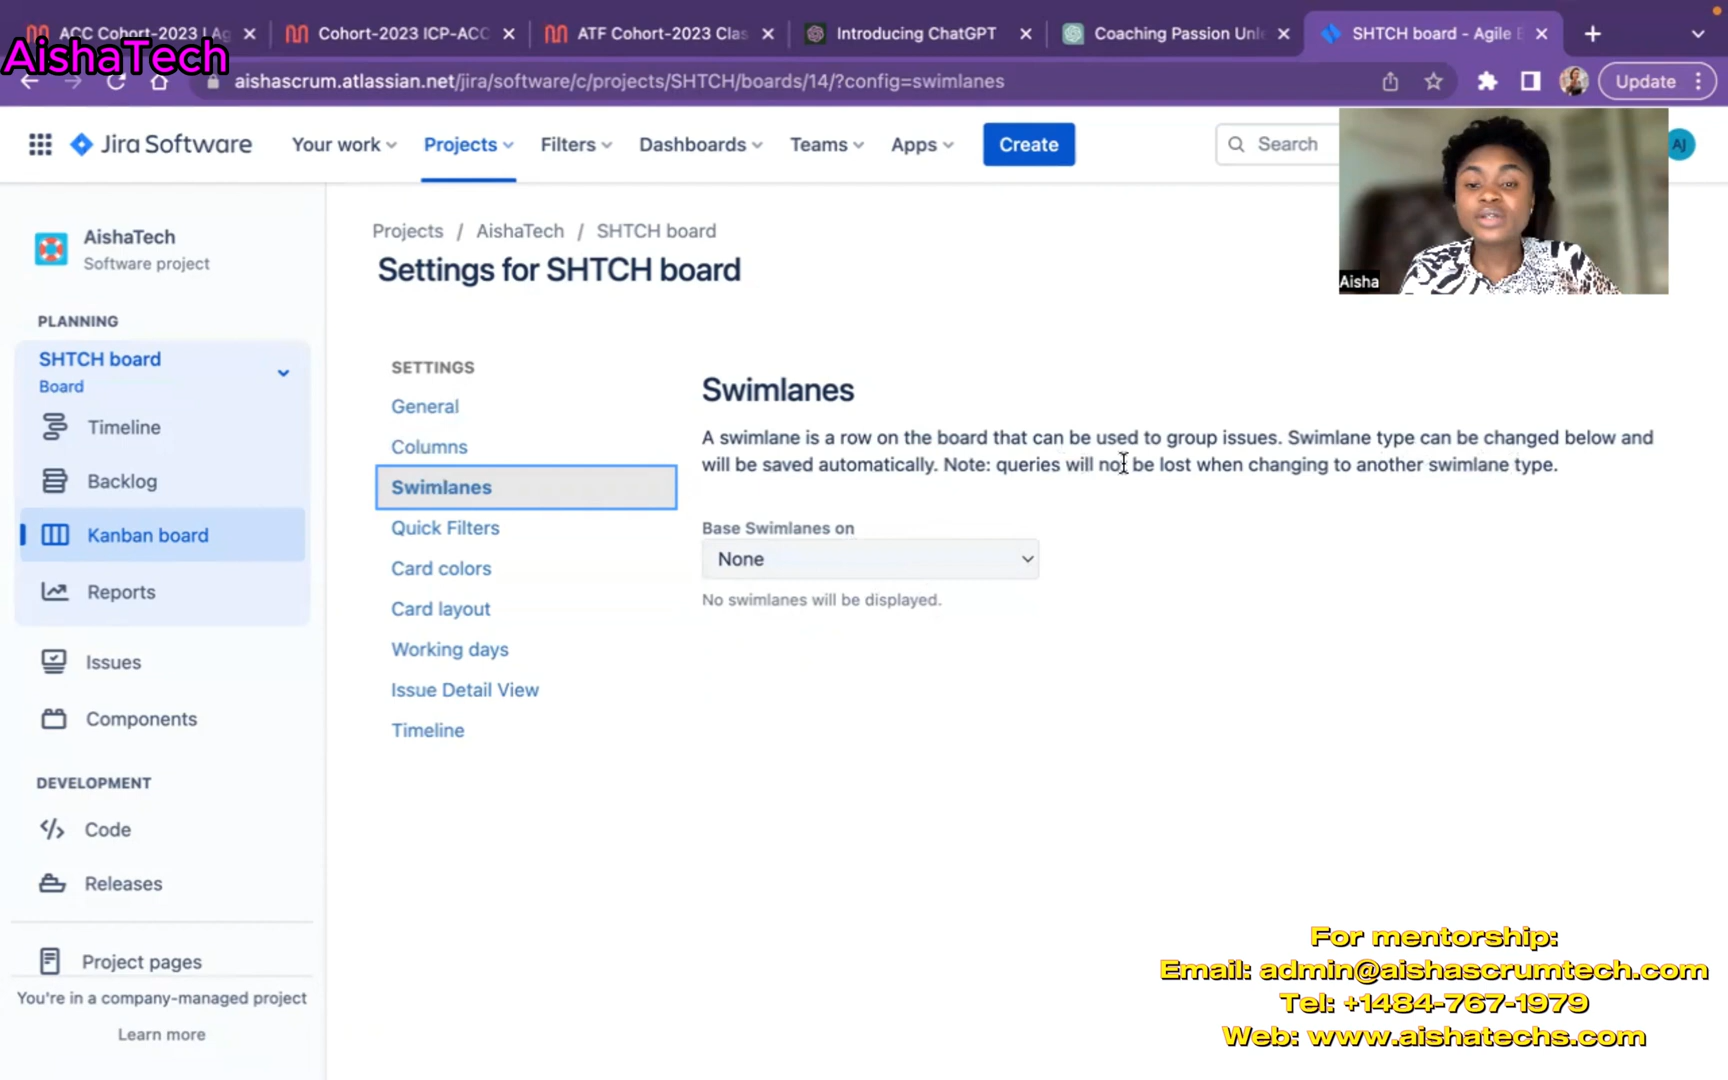 ACC Cohort-2023 | Ag
Cohort-2023 ICP-ACC
ATF Cohort-2023 Clas
Introducing ChatGPT
Coaching Passion Unl
SHTCH board - Agile B
AishaTech
aishascrum.atlassian.net/jira/software/c/projects/SHTCH/boards/14/?config=swimlanes
Update
Jira Software
Your work
Projects
Filters
Dashboards
Teams
Apps
Create
Search
AJ
Aisha
AishaTech
Software project
PLANNING
SHTCH board
Board
Timeline
Backlog
Kanban board
Reports
Issues
Components
DEVELOPMENT
Code
Releases
Project pages
You're in a company-managed project
Learn more
Projects / AishaTech / SHTCH board
Settings for SHTCH board
SETTINGS
General
Columns
Swimlanes
Quick Filters
Card colors
Card layout
Working days
Issue Detail View
Timeline
Swimlanes
A swimlane is a row on the board that can be used to group issues. Swimlane type can be changed below and
will be saved automatically. Note: queries will not be lost when changing to another swimlane type.
Base Swimlanes on
None
No swimlanes will be displayed.
For mentorship:
Email: admin@aishascrumtech.com
Tel: +1484-767-1979
Web: www.aishatechs.com